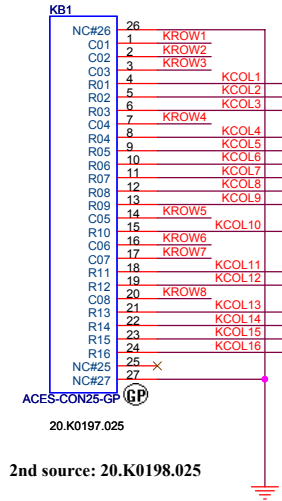 KB1
NC#26 26
C01 1 KROW1
C02 2 KROW2
C03 3 KROW3
R01 4 KCOL1
R02 5 KCOL2
R03 6 KCOL3
C04 7 KROW4
R04 8 KCOL4
R05 9 KCOL5
R06 10 KCOL6
R07 11 KCOL7
R08 12 KCOL8
R09 13 KCOL9
C05 14 KROW5
R10 15 KCOL10
C06 16 KROW6
C07 17 KROW7
R11 18 KCOL11
R12 19 KCOL12
C08 20 KROW8
R13 21 KCOL13
R14 22 KCOL14
R15 23 KCOL15
R16 24 KCOL16
NC#25 25
NC#27 27
ACES-CON25-GP GP
20.K0197.025
2nd source: 20.K0198.025